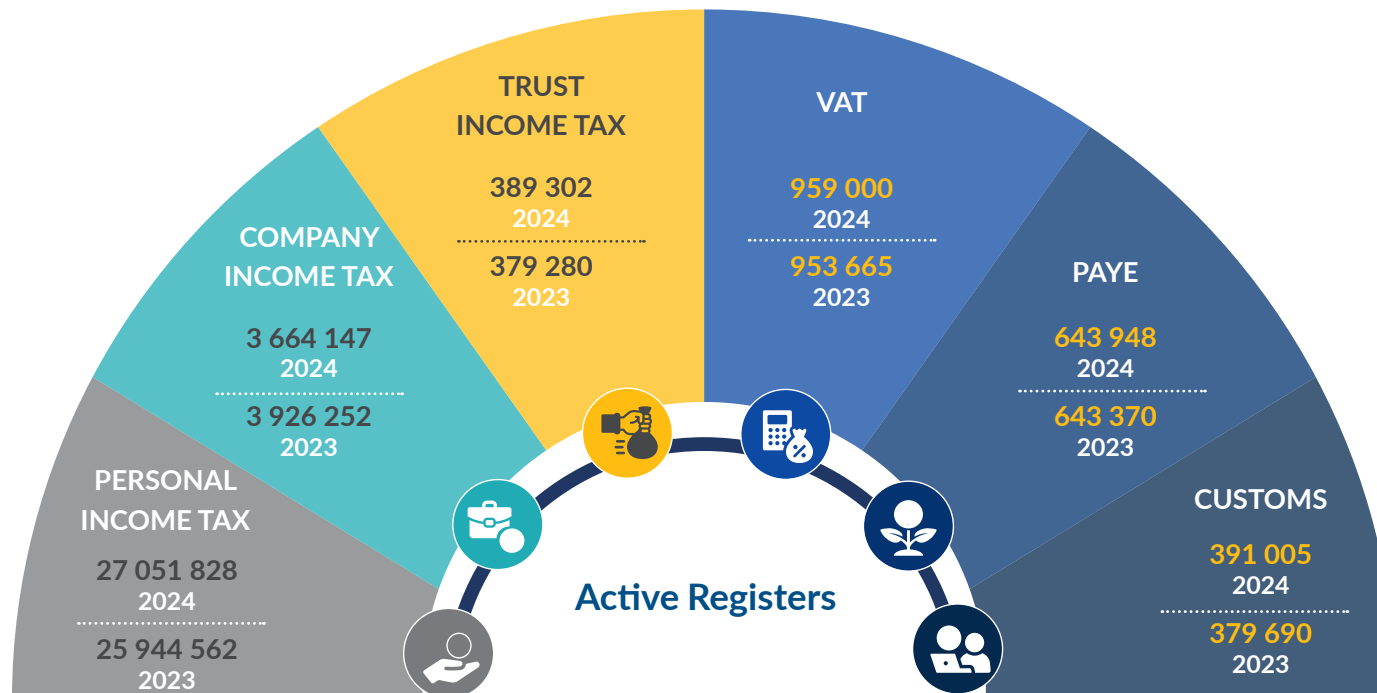 TRUST
INCOME TAX
389 302
2024
379 280
2023
VAT
959 000
2024
953 665
2023
COMPANY
INCOME TAX
3 664 147
2024
3 926 252
2023
PAYE
643 948
2024
643 370
2023
PERSONAL
INCOME TAX
27 051 828
2024
25 944 562
2023
CUSTOMS
391 005
2024
379 690
2023
Active Registers
%